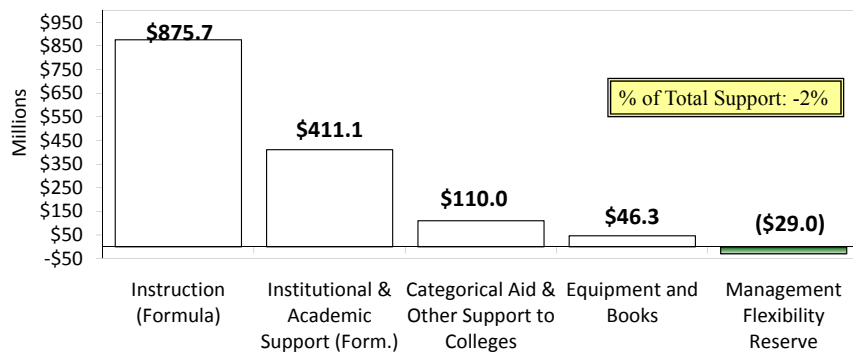 $950
$850
$750
$650
$550
$450
$350
$250
$150
$50
-$50
Millions
$875.7
$411.1
$110.0
$46.3
($29.0)
% of Total Support: -2%
Instruction
(Formula)
Institutional &
Academic
Support (Form.)
Categorical Aid &
Other Support to
Colleges
Equipment and
Books
Management
Flexibility
Reserve